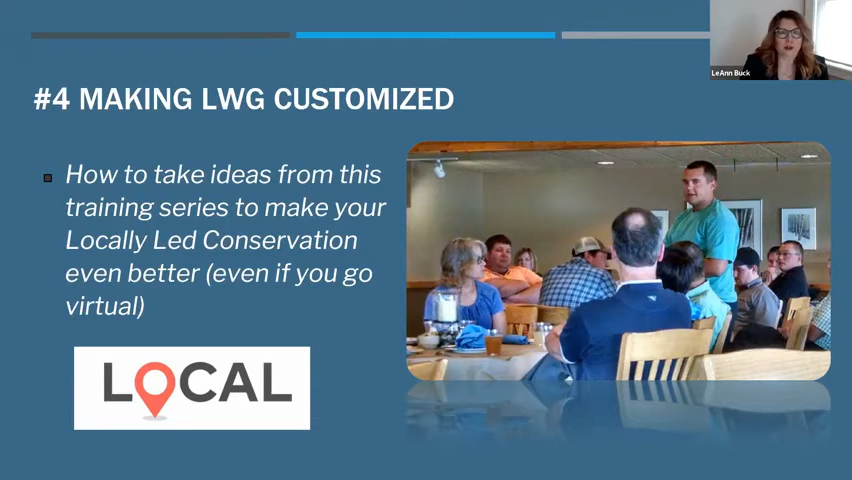 LeAnn Buck
#4 MAKING LWG CUSTOMIZED
How to take ideas from this
training series to make your
Locally Led Conservation
even better (even if you go
virtual)
LOCAL